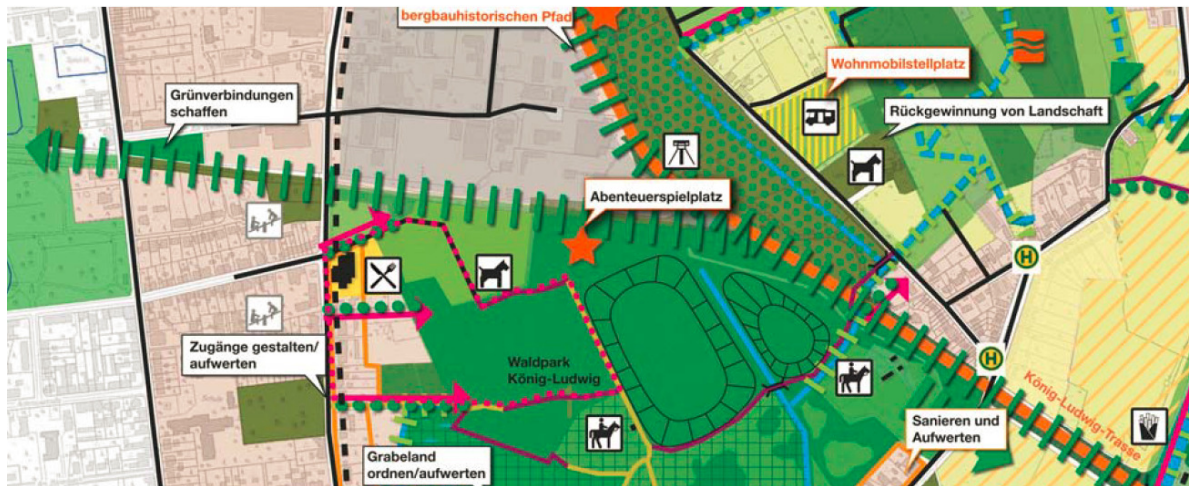 bergbauhistorischen Pfad
Wohnmobilstellplatz
Grünverbindungen
schaffen
Rückgewinnung von Landschaft
Abenteuerspielplatz
H
Zugänge gestalten/
aufwerten
Waldpark
König-Ludwig
H
König-Ludwig-Trasse
Sanieren und
Aufwerten
Grabeland
ordnen/aufwerten